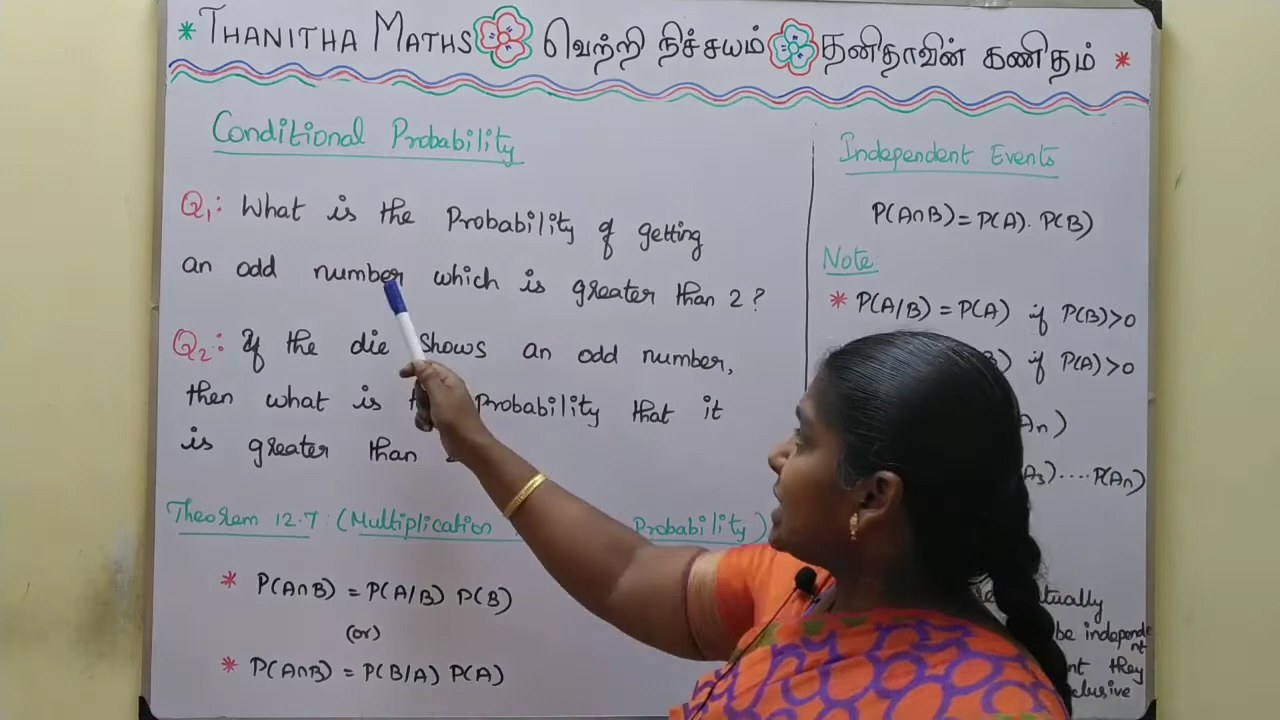 * THANITHA MATHS வெற்றி நிச்சயம் தனிதாவின் கணிதம் *
Conditional Probability
Q₁: What is the Probability of getting
an odd number which is greater than 2?
Q₂: If the die shows an odd number,
then what is Probability that it
is greater than
Theorem 12.7: (Multiplication Probability)
* P(A∩B) = P(A/B) P(B)
(or)
* P(A∩B) = P(B/A) P(A)
Independent Events
P(A∩B) = P(A). P(B)
Note
* P(A/B) = P(A) if P(B)>0
) if P(A)>0
An)
A₃)....P(An)
be independe
nt
they